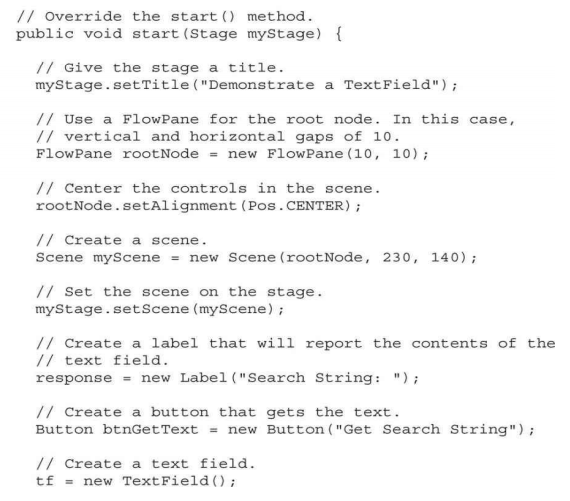 // Override the start() method.
public void start(Stage myStage) {
// Give the stage a title.
myStage.setTitle("Demonstrate a TextField");
// Use a FlowPane for the root node. In this case,
// vertical and horizontal gaps of 10.
FlowPane rootNode = new FlowPane(10, 10);
// Center the controls in the scene.
rootNode.setAlignment(Pos.CENTER);
// Create a scene.
Scene myScene = new Scene(rootNode, 230, 140);
// Set the scene on the stage.
myStage.setScene(myScene);
// Create a label that will report the contents of the
// text field.
response = new Label("Search String: ");
// Create a button that gets the text.
Button btnGetText = new Button("Get Search String");
// Create a text field.
tf = new TextField();